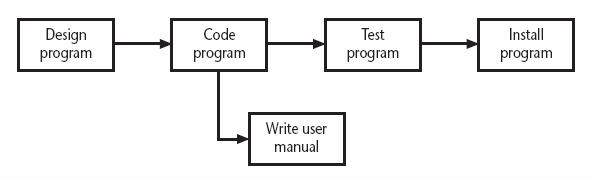 Design
program
Code
program
Test
program
Install
program
Write user
manual